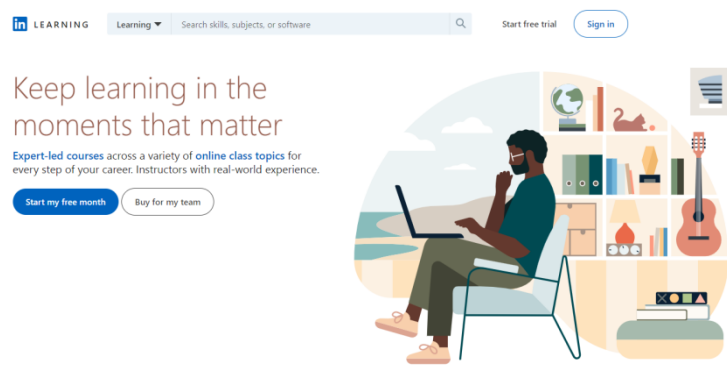 in LEARNING
Learning
Search skills, subjects, or software
Start free trial
Sign in
Keep learning in the
moments that matter
Expert-led courses across a variety of online class topics for
every step of your career. Instructors with real-world experience.
Start my free month
Buy for my team